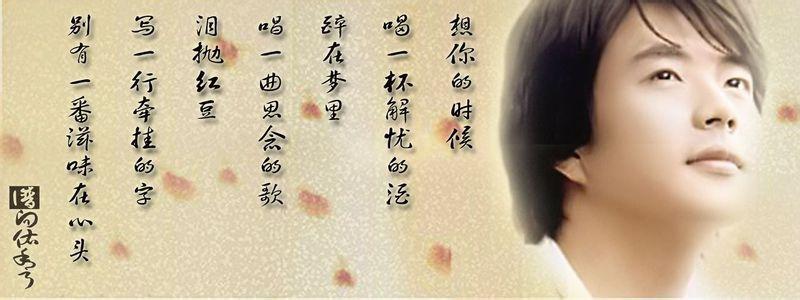 想你的时候
喝一杯解忧的酒
醉在梦里
唱一曲思念的歌
泪抛红豆
写一行牵挂的字
别有一番滋味在心头